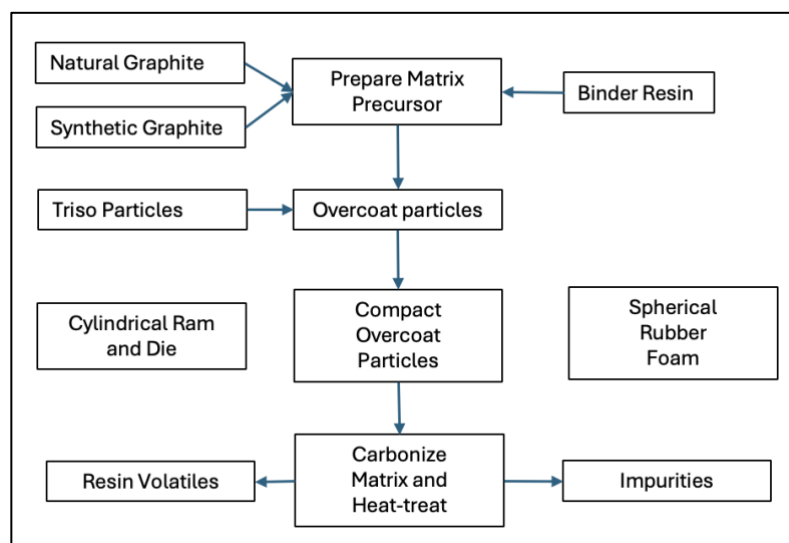 Natural Graphite
Prepare Matrix
Precursor
Binder Resin
Synthetic Graphite
Triso Particles
Overcoat particles
Cylindrical Ram
and Die
Compact
Overcoat
Particles
Spherical
Rubber
Foam
Resin Volatiles
Carbonize
Matrix and
Heat-treat
Impurities